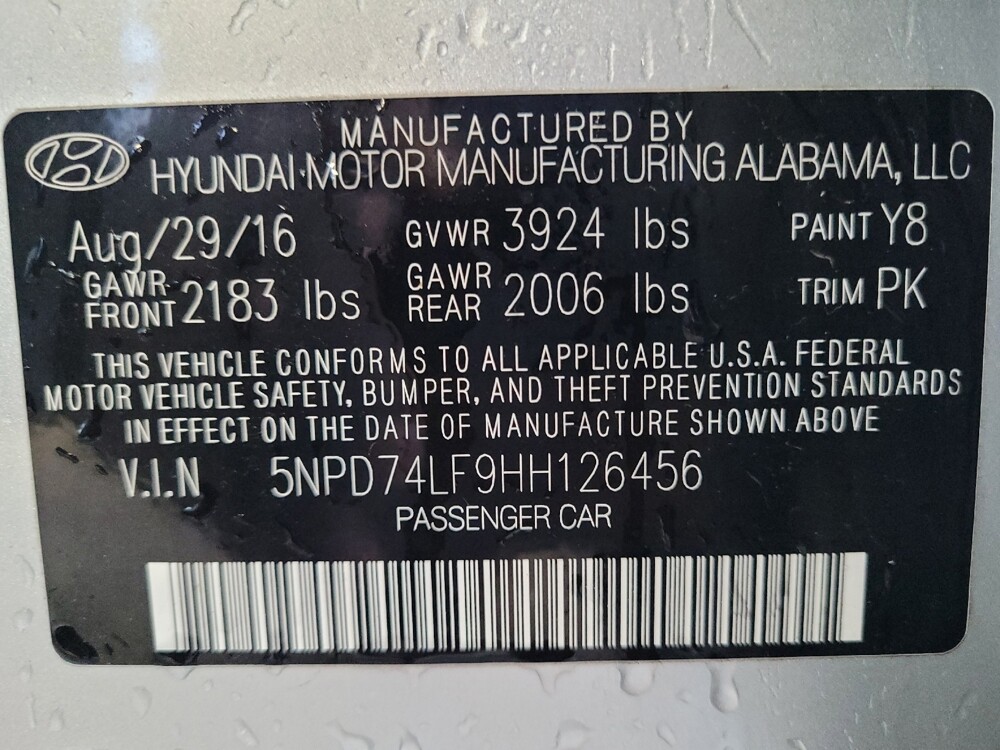 MANUFACTURED BY
HYUNDAI MOTOR MANUFACTURING ALABAMA, LLC
Aug/29/16 GVWR 3924 lbs PAINT Y8
GAWR FRONT 2183 lbs GAWR REAR 2006 lbs TRIM PK
THIS VEHICLE CONFORMS TO ALL APPLICABLE U.S.A. FEDERAL
MOTOR VEHICLE SAFETY, BUMPER, AND THEFT PREVENTION STANDARDS
IN EFFECT ON THE DATE OF MANUFACTURE SHOWN ABOVE
V.I.N 5NPD74LF9HH126456
PASSENGER CAR